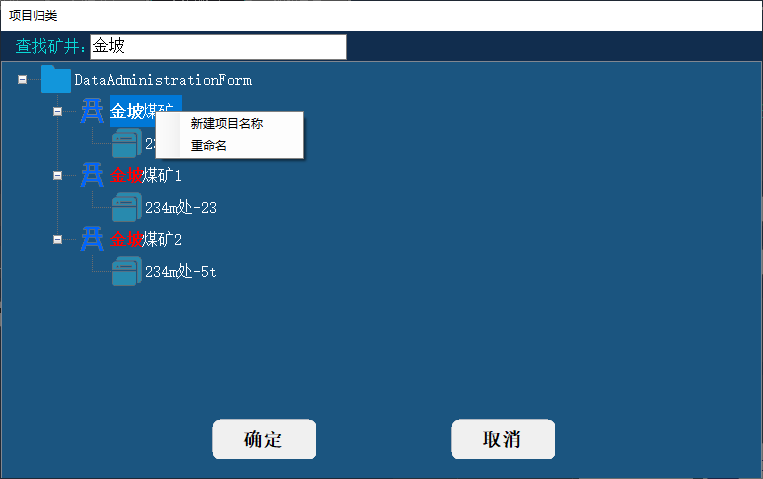 项目归类
查找矿井: 金坡
DataAdministrationForm
金坡煤矿
新建项目名称
23
重命名
金坡煤矿1
234m处-23
金坡煤矿2
234m处-5t
确定 取消